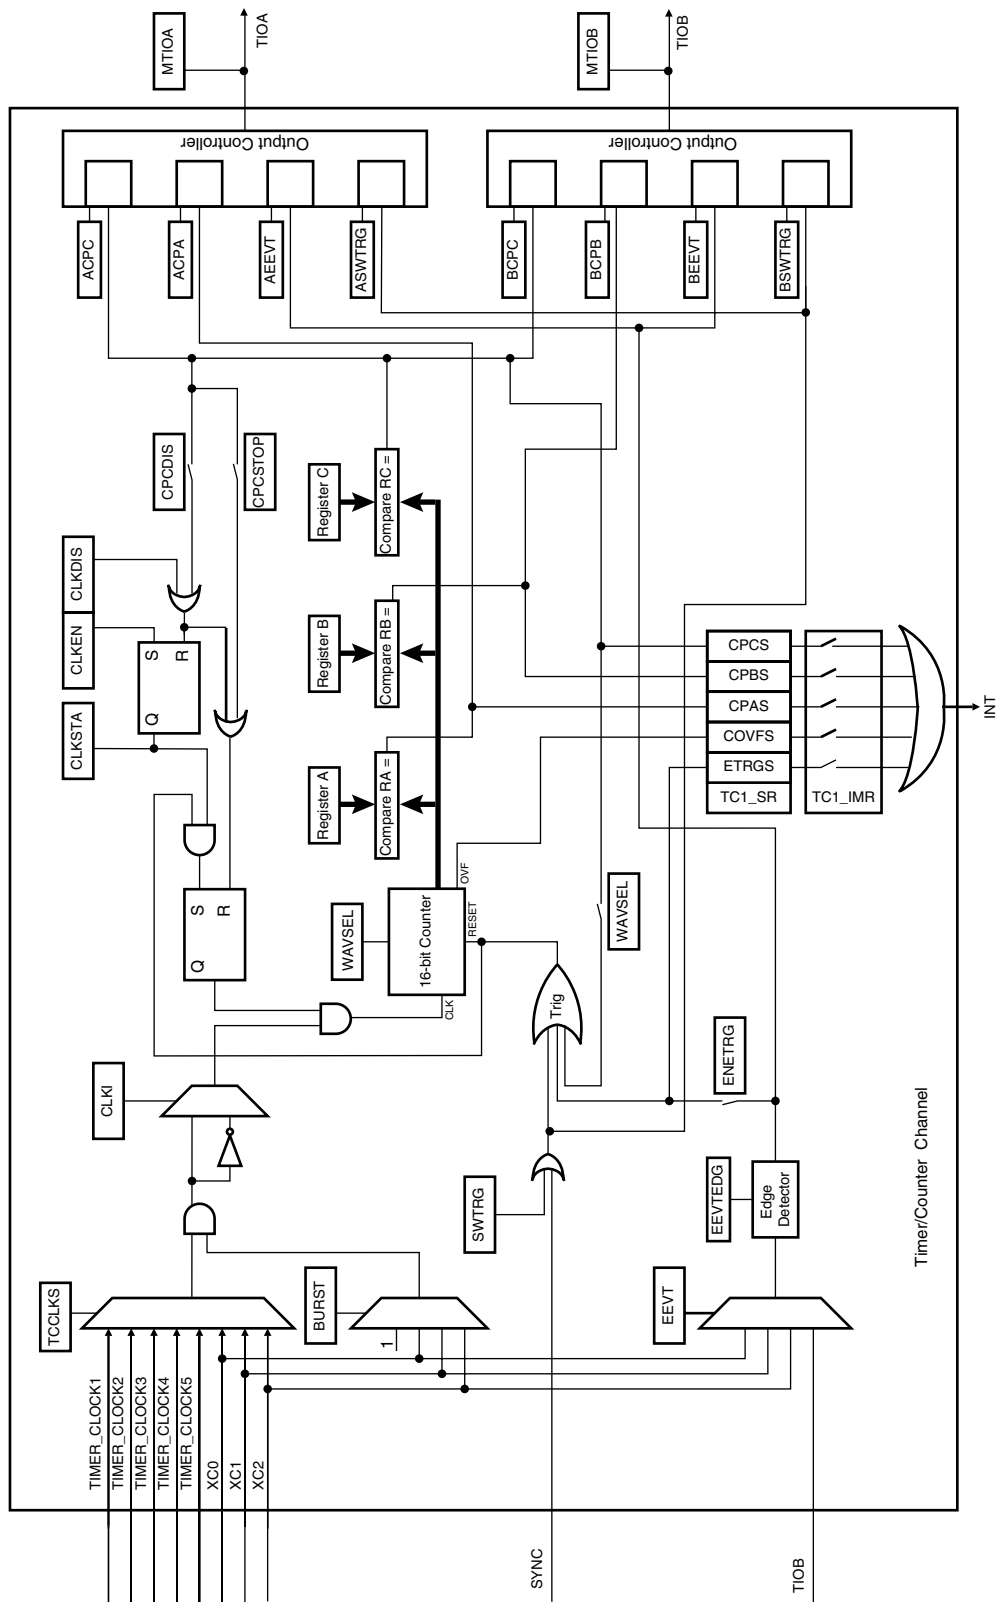 MTIOA
TIOA
MTIOB
TIOB
Output Controller
Output Controller
ACPC
ACPA
AEEVT
ASWTRG
BCPC
BCPB
BEEVT
BSWTRG
CPCDIS
CPCSTOP
CLKDIS
CLKEN
CLKSTA
S
R
Q
S
R
Q
Register A
Register B
Register C
Compare RA =
Compare RB =
Compare RC =
WAVSEL
16-bit Counter
OVF
RESET
CLK
CPCS
CPBS
CPAS
COVFS
ETRGS
TC1_SR
TC1_IMR
INT
WAVSEL
Trig
ENETRG
CLKI
SWTRG
EEVTEDG
Edge
Detector
TCCLKS
BURST
1
EEVT
TIMER_CLOCK1
TIMER_CLOCK2
TIMER_CLOCK3
TIMER_CLOCK4
TIMER_CLOCK5
XC0
XC1
XC2
SYNC
TIOB
Timer/Counter Channel